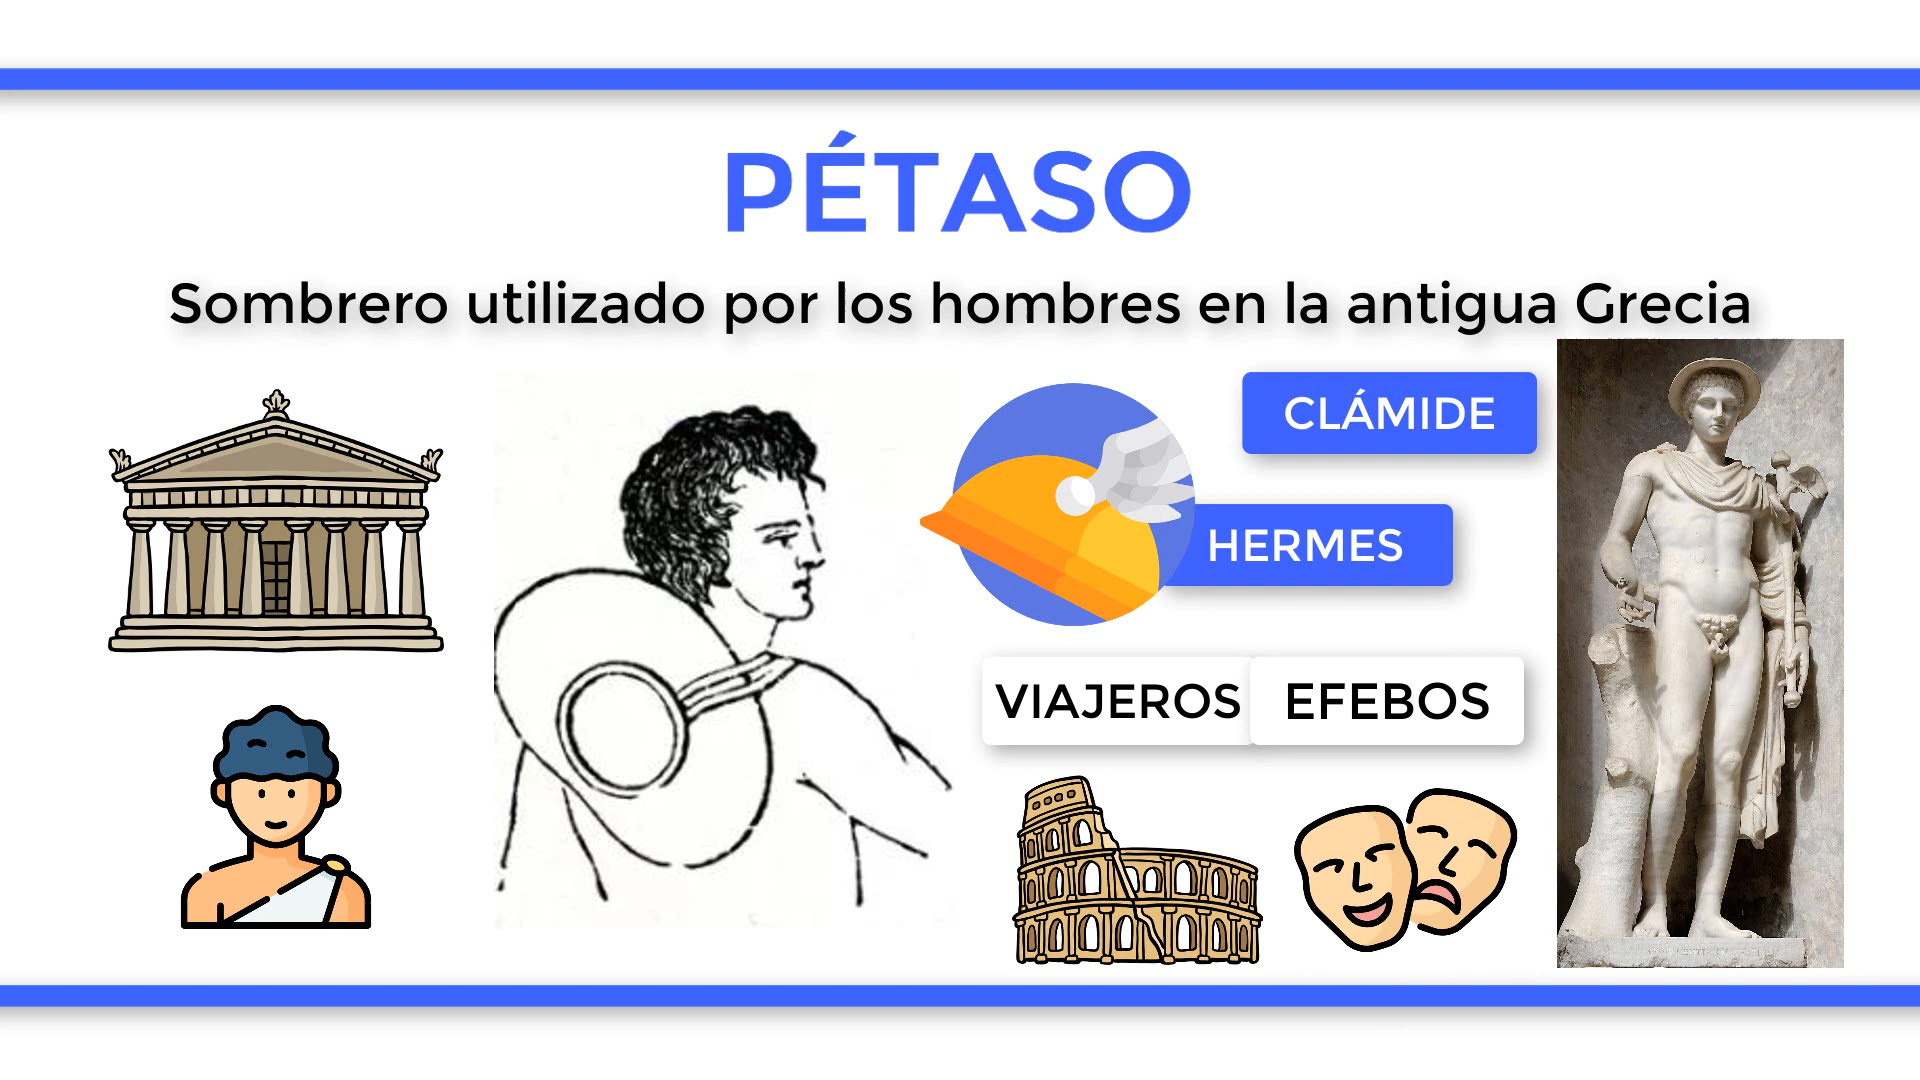 PÉTASO
Sombrero utilizado por los hombres en la antigua Grecia
CLÁMIDE
HERMES
VIAJEROS
EFEBOS